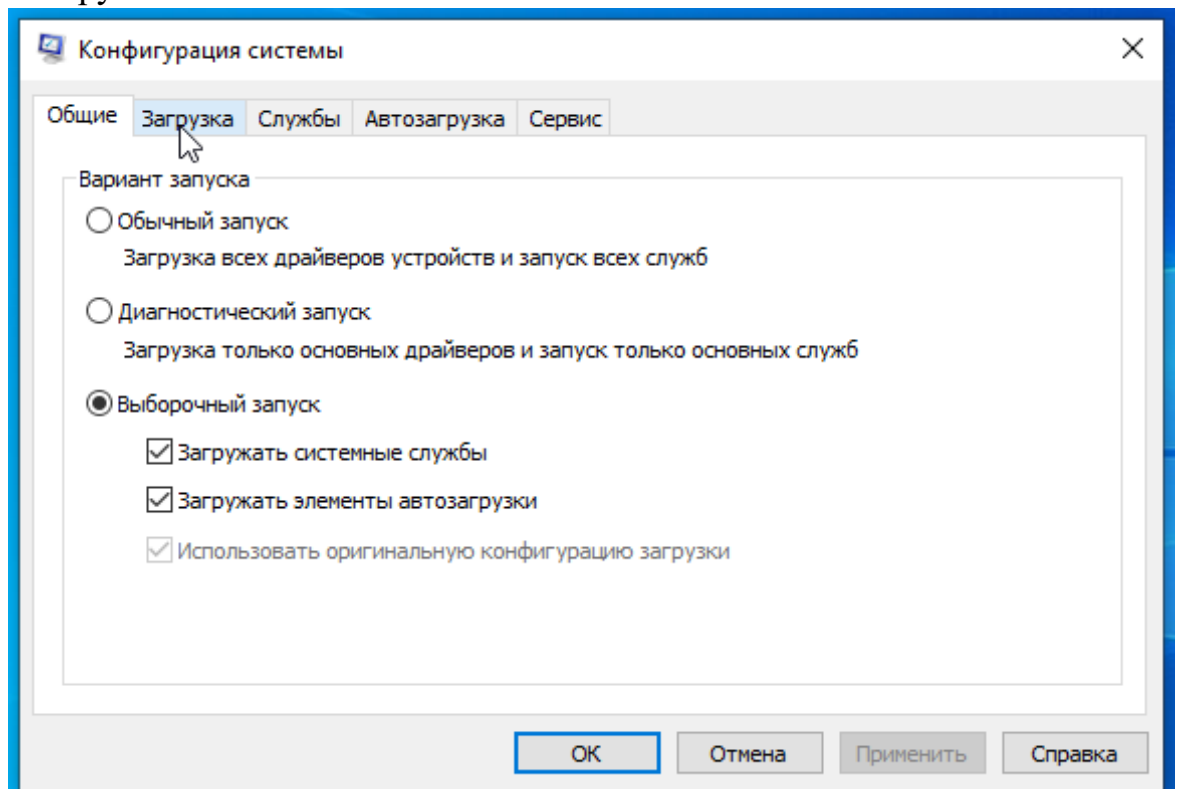 Конфигурация системы
Общие Загрузка Службы Автозагрузка Сервис
Вариант запуска
Обычный запуск
Загрузка всех драйверов устройств и запуск всех служб
Диагностический запуск
Загрузка только основных драйверов и запуск только основных служб
Выборочный запуск
Загружать системные службы
Загружать элементы автозагрузки
Использовать оригинальную конфигурацию загрузки
ОК Отмена Применить Справка